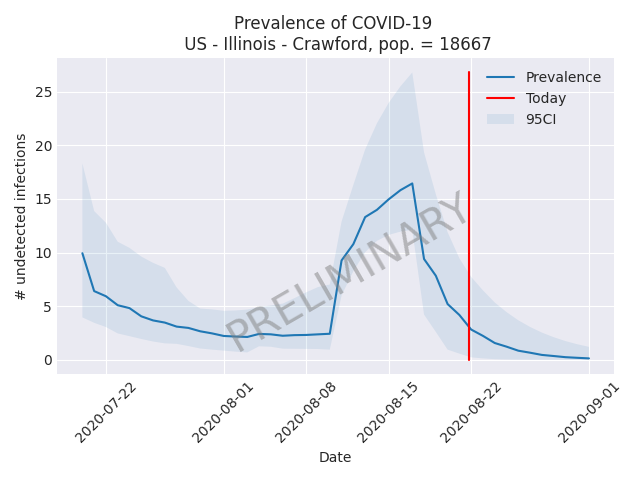 Prevalence of COVID-19
US - Illinois - Crawford, pop. = 18667
Prevalence
Today
95CI
25
20
15
10
5
0
# undetected infections
PRELIMINARY
2020-07-22
2020-08-01
2020-08-08
2020-08-15
2020-08-22
2020-09-01
Date